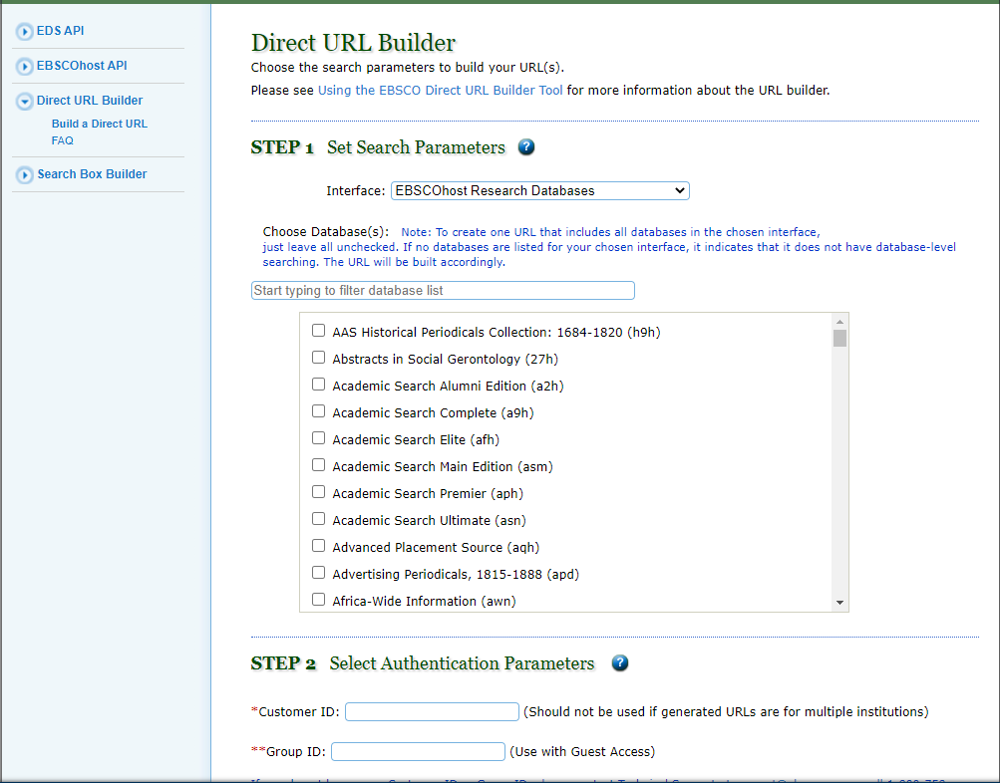 EDS API
EBSCOhost API
Direct URL Builder
Build a Direct URL
FAQ
Search Box Builder
Direct URL Builder
Choose the search parameters to build your URL(s).
Please see Using the EBSCO Direct URL Builder Tool for more information about the URL builder.
STEP 1 Set Search Parameters ?
Interface: EBSCOhost Research Databases
Choose Database(s): Note: To create one URL that includes all databases in the chosen interface,
just leave all unchecked. If no databases are listed for your chosen interface, it indicates that it does not have database-level
searching. The URL will be built accordingly.
Start typing to filter database list
AAS Historical Periodicals Collection: 1684-1820 (h9h)
Abstracts in Social Gerontology (27h)
Academic Search Alumni Edition (a2h)
Academic Search Complete (a9h)
Academic Search Elite (afh)
Academic Search Main Edition (asm)
Academic Search Premier (aph)
Academic Search Ultimate (asn)
Advanced Placement Source (aqh)
Advertising Periodicals, 1815-1888 (apd)
Africa-Wide Information (awn)
STEP 2 Select Authentication Parameters ?
*Customer ID: (Should not be used if generated URLs are for multiple institutions)
**Group ID: (Use with Guest Access)